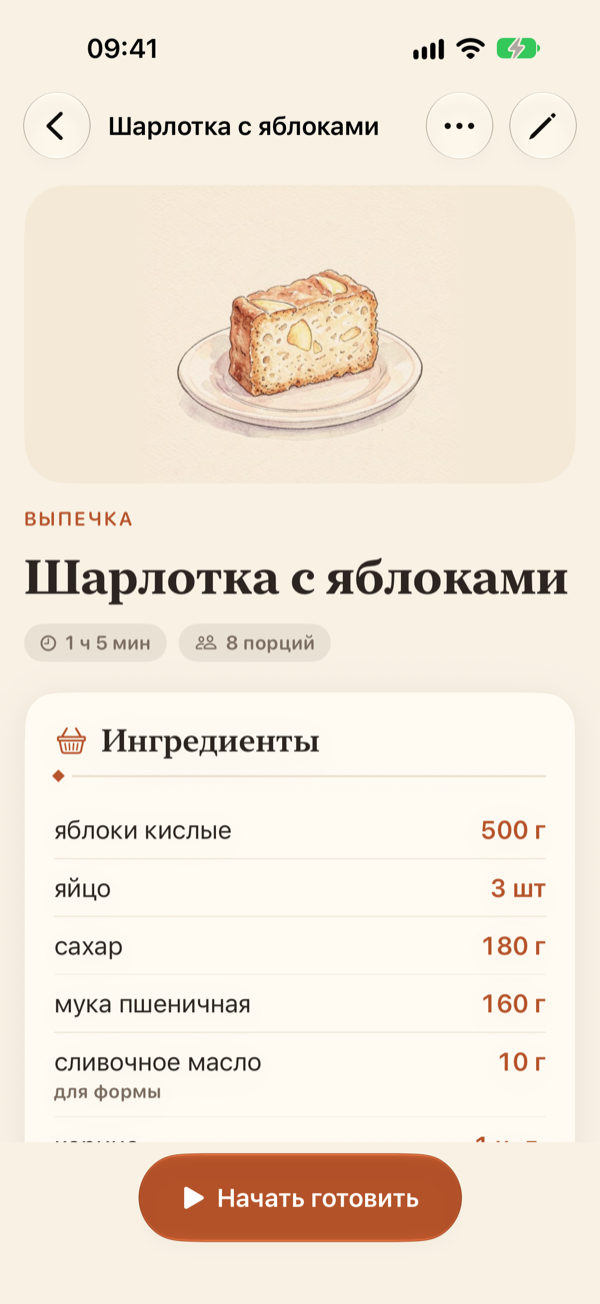 09:41
Шарлотка с яблоками
ВЫПЕЧКА
Шарлотка с яблоками
1 ч 5 мин 8 порций
Ингредиенты
яблоки кислые 500 г
яйцо 3 шт
сахар 180 г
мука пшеничная 160 г
сливочное масло 10 г
для формы
Начать готовить